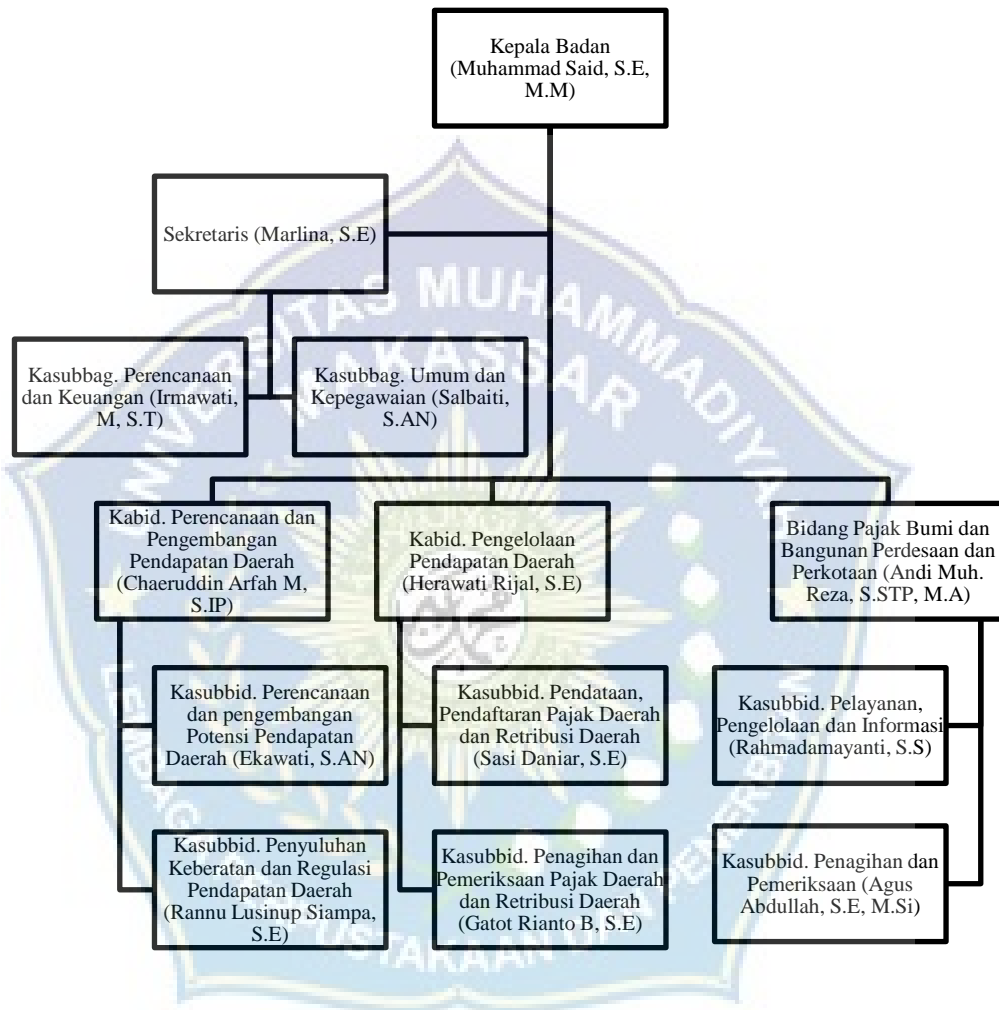 Kepala Badan
(Muhammad Said, S.E,
M.M)
Sekretaris (Marlina, S.E)
Kasubbag. Perencanaan
dan Keuangan (Irmawati,
M, S.T)
Kasubbag. Umum dan
Kepegawaian (Salbaiti,
S.AN)
Kabid. Perencanaan dan
Pengembangan
Pendapatan Daerah
(Chaeruddin Arfah M,
S.IP)
Kabid. Pengelolaan
Pendapatan Daerah
(Herawati Rijal, S.E)
Bidang Pajak Bumi dan
Bangunan Perdesaan dan
Perkotaan (Andi Muh.
Reza, S.STP, M.A)
Kasubbid. Perencanaan
dan pengembangan
Potensi Pendapatan
Daerah (Ekawati, S.AN)
Kasubbid. Pendataan,
Pendaftaran Pajak Daerah
dan Retribusi Daerah
(Sasi Daniar, S.E)
Kasubbid. Pelayanan,
Pengelolaan dan Informasi
(Rahmadamayanti, S.S)
Kasubbid. Penyuluhan
Keberatan dan Regulasi
Pendapatan Daerah
(Rannu Lusinup Siampa,
S.E)
Kasubbid. Penagihan dan
Pemeriksaan Pajak Daerah
dan Retribusi Daerah
(Gatot Rianto B, S.E)
Kasubbid. Penagihan dan
Pemeriksaan (Agus
Abdullah, S.E, M.Si)
UNIVERSITAS MUHAMMADIYAH
MAKASSAR